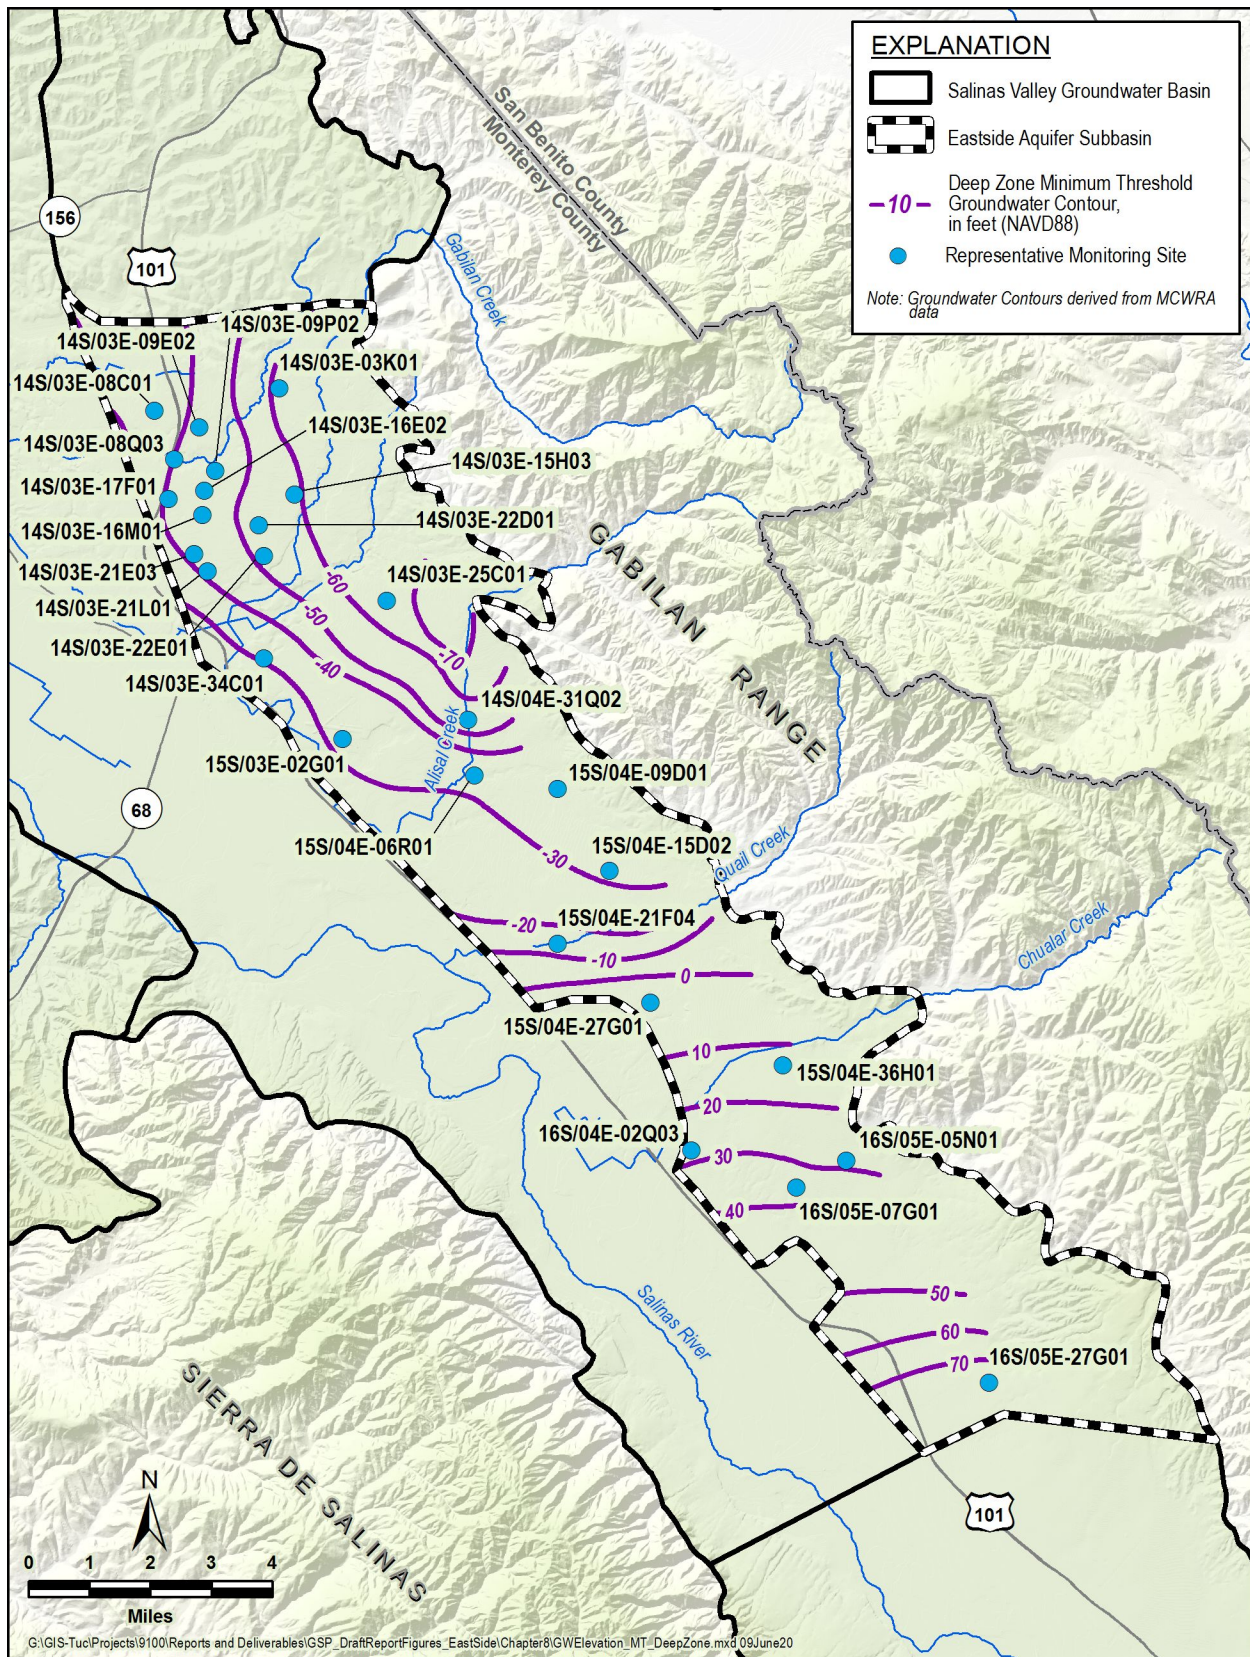 EXPLANATION
Salinas Valley Groundwater Basin
Eastside Aquifer Subbasin
10
Deep Zone Minimum Threshold
Groundwater Contour,
in feet (NAVD88)
Representative Monitoring Site
Note: Groundwater Contours derived from MCWRA
data
San Benito County
Monterey County
156
101
Gabilan Creek
14S/03E-09P02
14S/03E-09E02
14S/03E-03K01
14S/03E-08C01
14S/03E-16E02
14S/03E-08Q03
14S/03E-15H03
14S/03E-17F01
14S/03E-22D01
14S/03E-16M01
GABILAN
RANGE
14S/03E-21E03
14S/03E-25C01
-60
14S/03E-21L01
-50
14S/03E-22E01
-40
-70
14S/03E-34C01
14S/04E-31Q02
Alisal Creek
15S/03E-02G01
15S/04E-09D01
68
15S/04E-06R01
15S/04E-15D02
-30
Quail Creek
15S/04E-21F04
-20
-10
Chualar Creek
0
15S/04E-27G01
10
15S/04E-36H01
20
16S/04E-02Q03
16S/05E-05N01
30
40
16S/05E-07G01
50
Salinas River
60
16S/05E-27G01
70
SIERRA DE SALINAS
101
N
0 1 2 3 4
Miles
G:\GIS-Tuc\Projects\9100\Reports and Deliverables\GSP_DraftReportFigures_EastSide\Chapter8\GWElevation_MT_DeepZone.mxd 09June20